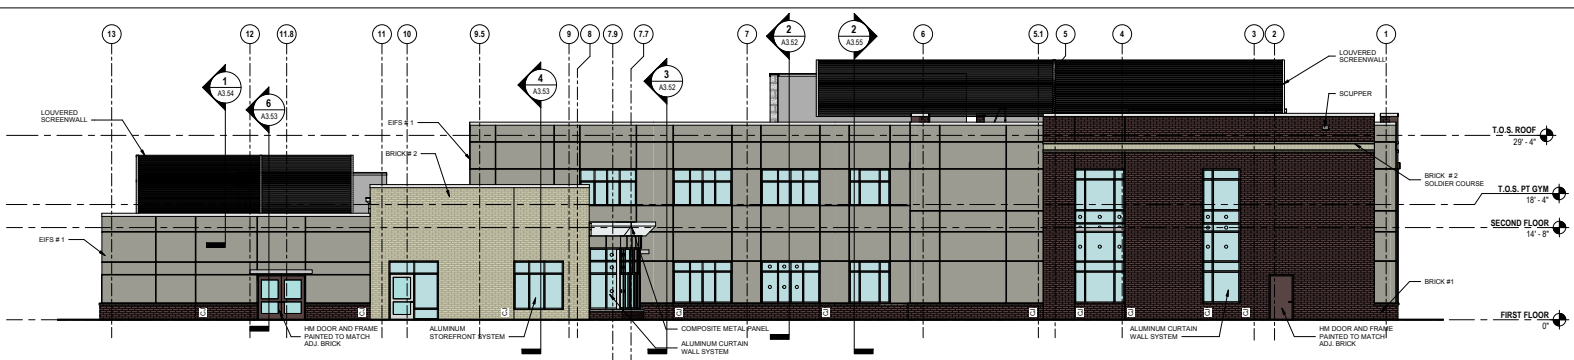 13
12
11.8
11
10
9.5
9
8
7.9
7.7
7
2
A3.52
2
A3.55
6
5.1
5
4
3
2
1
1
A3.54
6
A3.53
4
A3.53
3
A3.52
LOUVERED
SCREENWALL
SCUPPER
LOUVERED
SCREENWALL
EIFS # 1
T.O.S. ROOF
29' - 4"
BRICK # 2
BRICK # 2
SOLDIER COURSE
T.O.S. PT GYM
18' - 4"
SECOND FLOOR
14' - 8"
EIFS # 1
BRICK #1
FIRST FLOOR
0"
HM DOOR AND FRAME
PAINTED TO MATCH
ADJ. BRICK
ALUMINUM
STOREFRONT SYSTEM
COMPOSITE METAL PANEL
ALUMINUM CURTAIN
WALL SYSTEM
ALUMINUM CURTAIN
WALL SYSTEM
HM DOOR AND FRAME
PAINTED TO MATCH
ADJ. BRICK